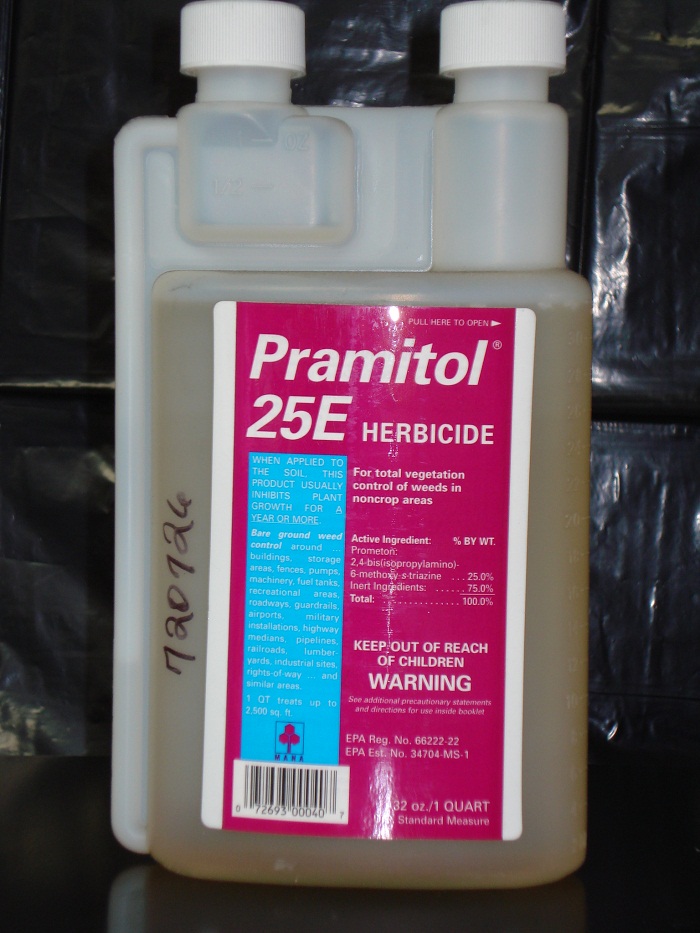 PULL HERE TO OPEN ►
Pramitol®
25E HERBICIDE
WHEN APPLIED TO
THE SOIL, THIS
PRODUCT USUALLY
INHIBITS PLANT
GROWTH FOR A
YEAR OR MORE.
Bare ground weed
control around ...
buildings, storage
areas, fences, pumps,
machinery, fuel tanks,
recreational areas,
roadways, guardrails,
airports, military
installations, highway
medians, pipelines,
railroads, lumber-
yards, industrial sites,
rights-of-way ... and
similar areas.
1 QT treats up to
2,500 sq. ft.
MANA
For total vegetation
control of weeds in
noncrop areas
Active Ingredient: % BY WT.
Prometon:
2,4-bis(isopropylamino)-
6-methoxy-s-triazine .... 25.0%
Inert Ingredients: ....... 75.0%
Total: ................ 100.0%
KEEP OUT OF REACH
OF CHILDREN
WARNING
See additional precautionary statements
and directions for use inside booklet
EPA Reg. No. 66222-22
EPA Est. No. 34704-MS-1
0 72693 00040 7
32 oz./1 QUART
Standard Measure
720726